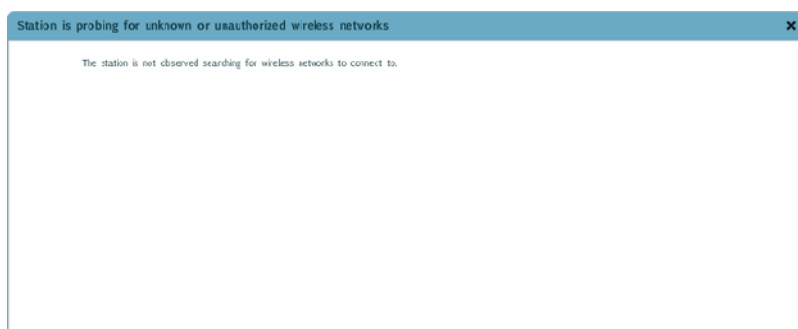 Station is probing for unknown or unauthorized wireless networks
The station is not observed searching for wireless networks to connect to.